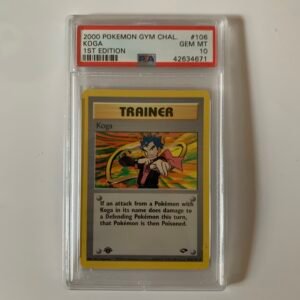 2000 POKEMON GYM CHAL. #106
KOGA GEM MT
1ST EDITION 10
PSA 42634671
TRAINER
Koga
If an attack from a Pokémon with
Koga in its name does damage to
a Defending Pokémon this turn,
that Pokémon is then Poisoned.